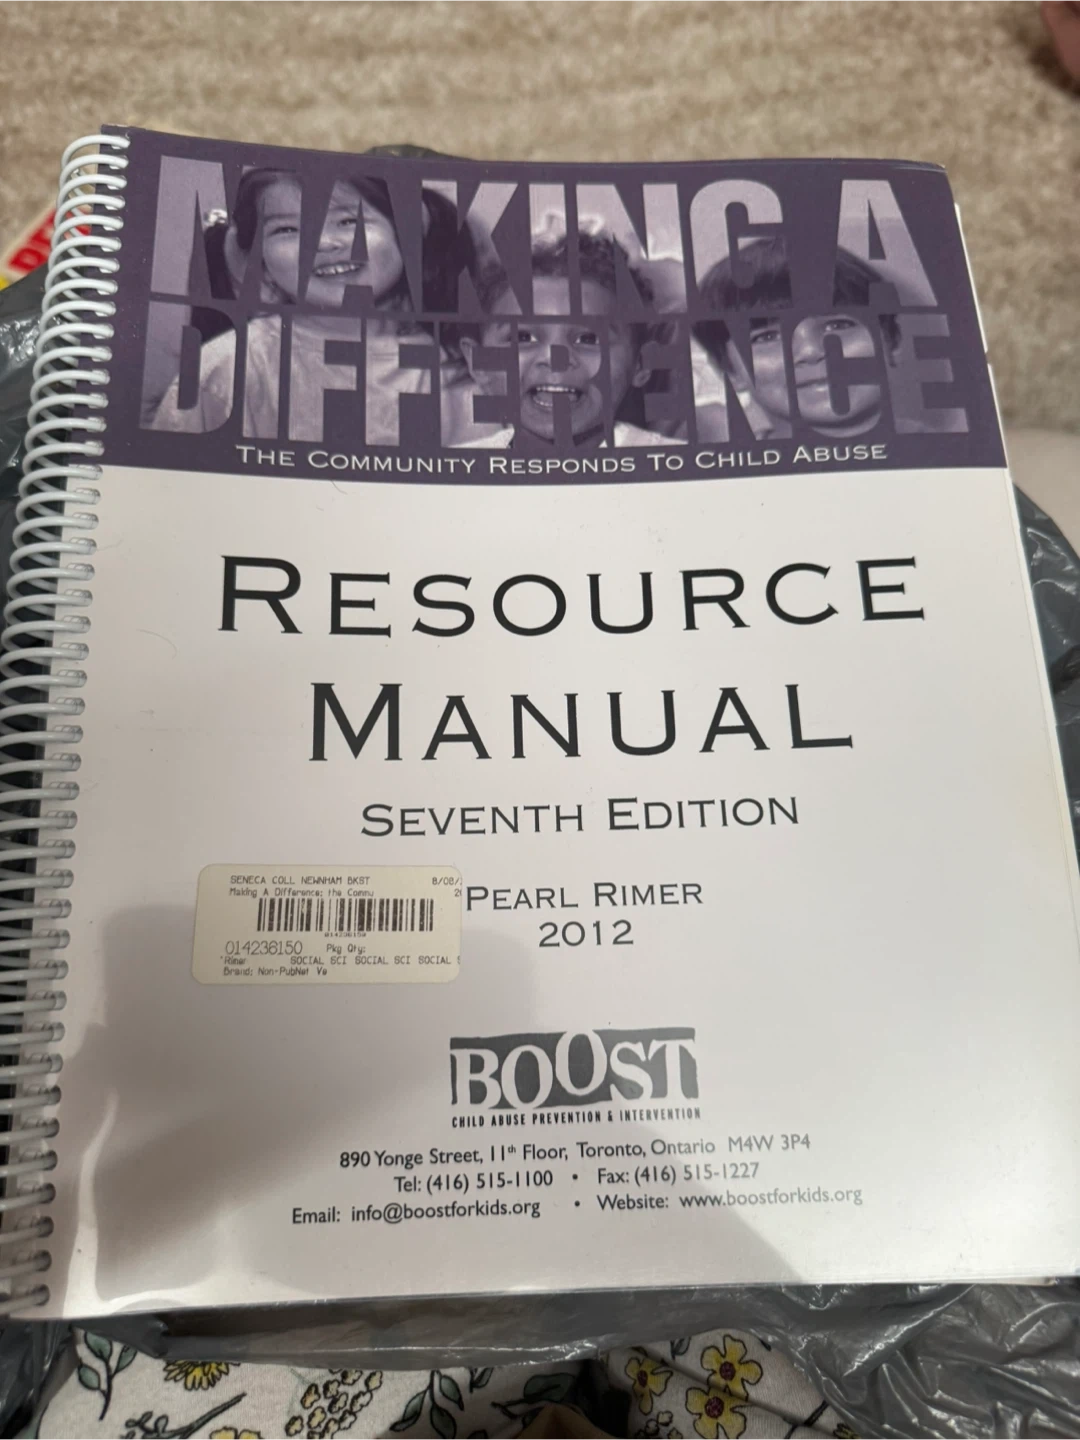 MAKING A
DIFFERENCE
THE COMMUNITY RESPONDS TO CHILD ABUSE
RESOURCE
MANUAL
SEVENTH EDITION
SENECA COLL NEWNHAM BKST 8/08/
Making A Difference: the Commu
014236150 Pkg Qty:
"Rimer SOCIAL SCI SOCIAL SCI SOCIAL
Brand: Non-PubNet Ve
PEARL RIMER
2012
BOOST
CHILD ABUSE PREVENTION & INTERVENTION
890 Yonge Street, 11th Floor, Toronto, Ontario M4W 3P4
Tel: (416) 515-1100 • Fax: (416) 515-1227
Email: info@boostforkids.org • Website: www.boostforkids.org